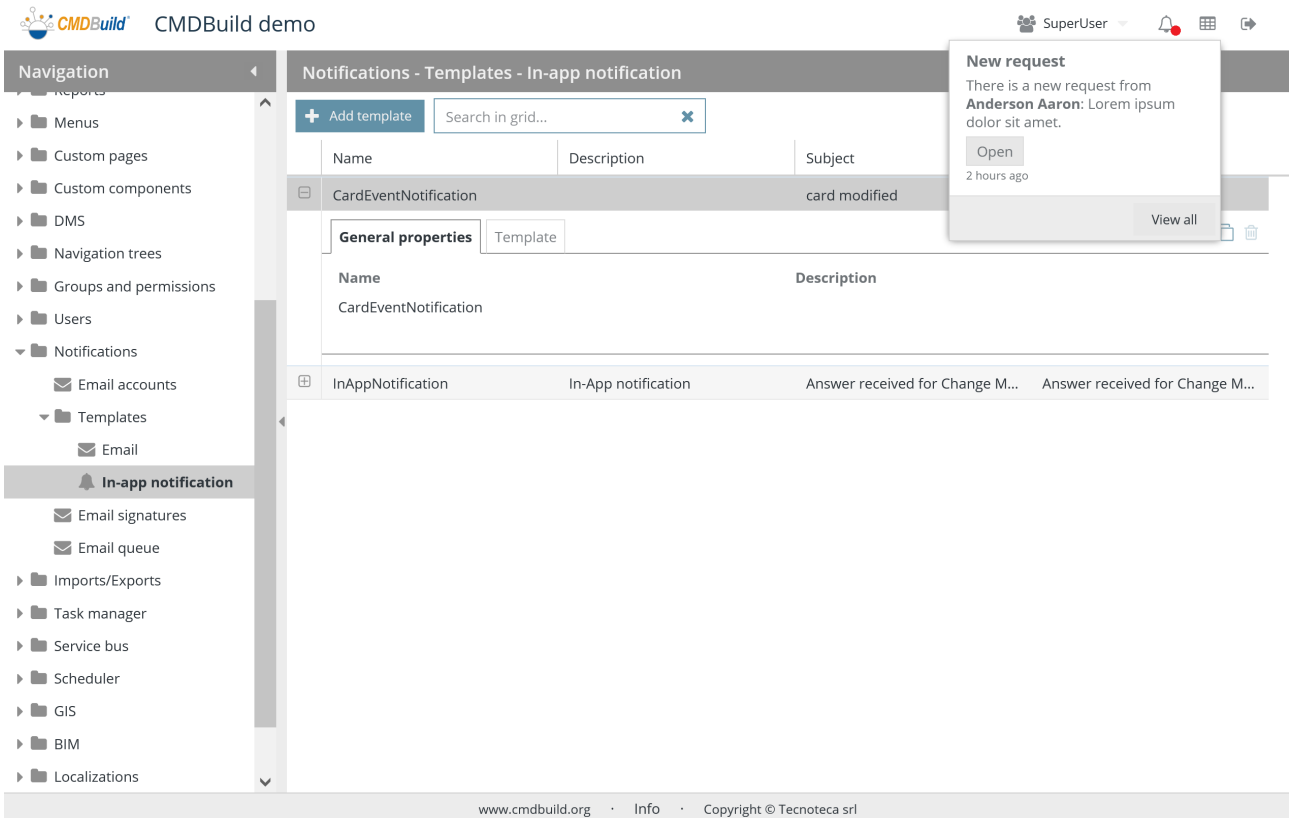 CMDBuild
CMDBuild demo
SuperUser
Navigation
Notifications - Templates - In-app notification
New request
There is a new request from
Anderson Aaron: Lorem ipsum
dolor sit amet.
Open
2 hours ago
View all
Reports
Menus
Custom pages
Custom components
DMS
Navigation trees
Groups and permissions
Users
Notifications
Email accounts
Templates
Email
In-app notification
Email signatures
Email queue
Imports/Exports
Task manager
Service bus
Scheduler
GIS
BIM
Localizations
Add template
Search in grid...
Name Description Subject
CardEventNotification card modified
General properties Template
Name Description
CardEventNotification
InAppNotification In-App notification Answer received for Change M... Answer received for Change M...
www.cmdbuild.org · Info · Copyright © Tecnoteca srl